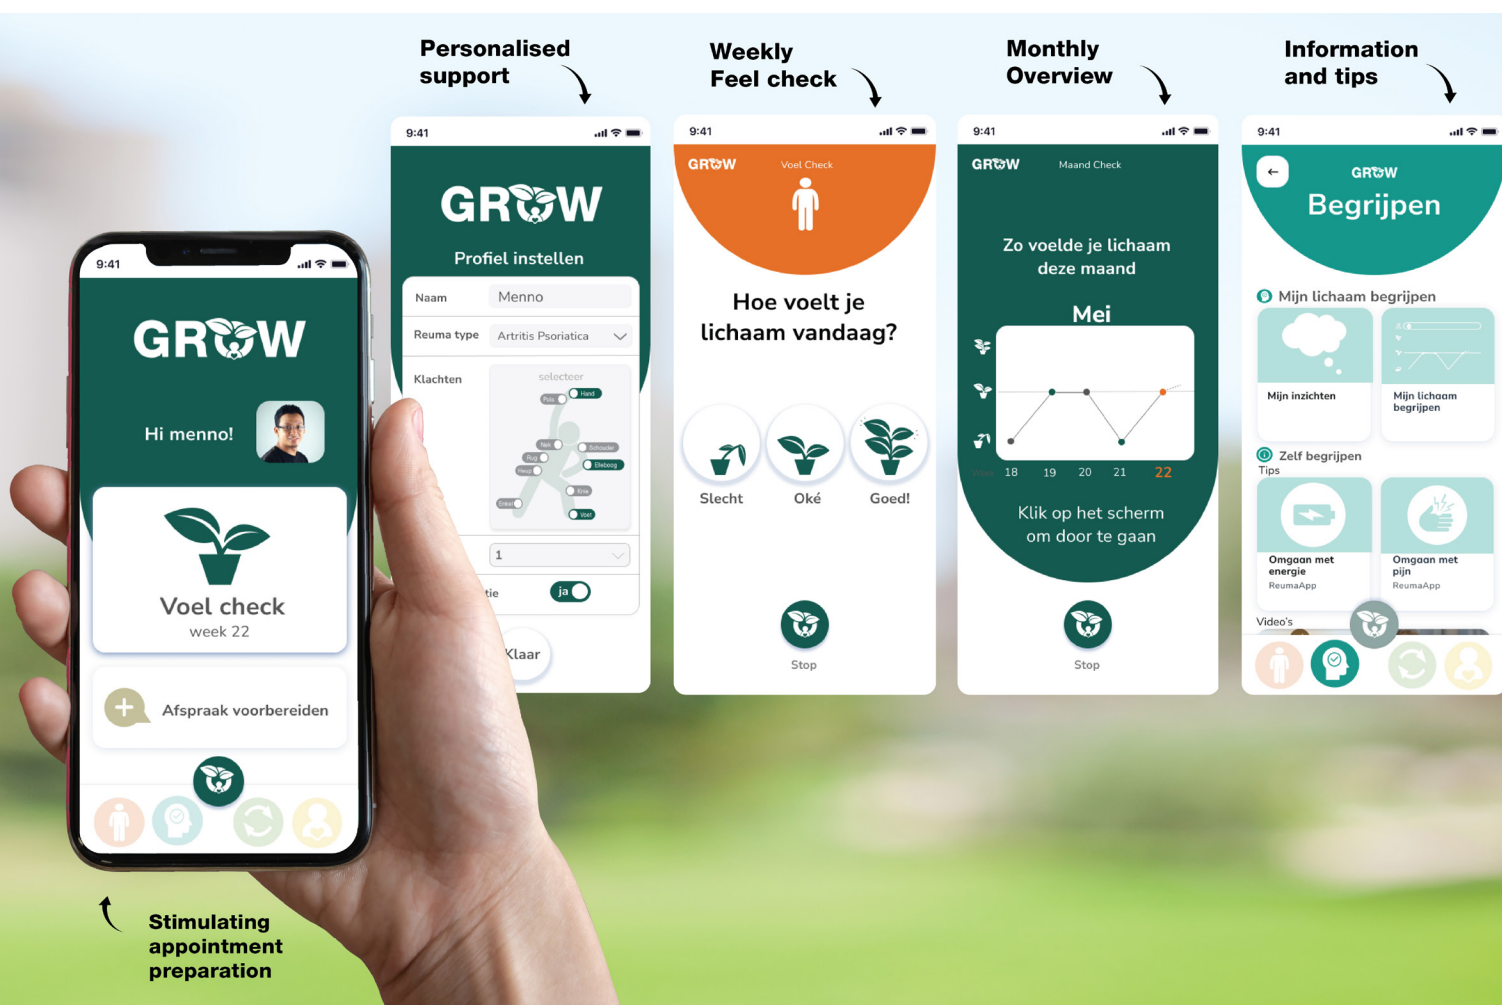 Personalised
support
Weekly
Feel check
Monthly
Overview
Information
and tips
9:41
GROW
Hi menno!
Voel check
week 22
Afspraak voorbereiden
Stimulating
appointment
preparation
9:41
GROW
Profiel instellen
Naam
Menno
Reuma type
Artritis Psoriatica
Klachten
selecteer
Hand
Pols
Nek
Schouder
Rug
Elleboog
Heup
Knie
Enkel
Voet
1
tie
ja
Klaar
9:41
GROW
Voel Check
Hoe voelt je
lichaam vandaag?
Slecht
Oké
Goed!
Stop
9:41
GROW
Maand Check
Zo voelde je lichaam
deze maand
Mei
18
19
20
21
22
Klik op het scherm
om door te gaan
Stop
9:41
GROW
Begrijpen
Mijn lichaam begrijpen
Mijn inzichten
Mijn lichaam
begrijpen
Zelf begrijpen
Tips
Omgaan met
energie
ReumaApp
Omgaan met
pijn
ReumaApp
Video's